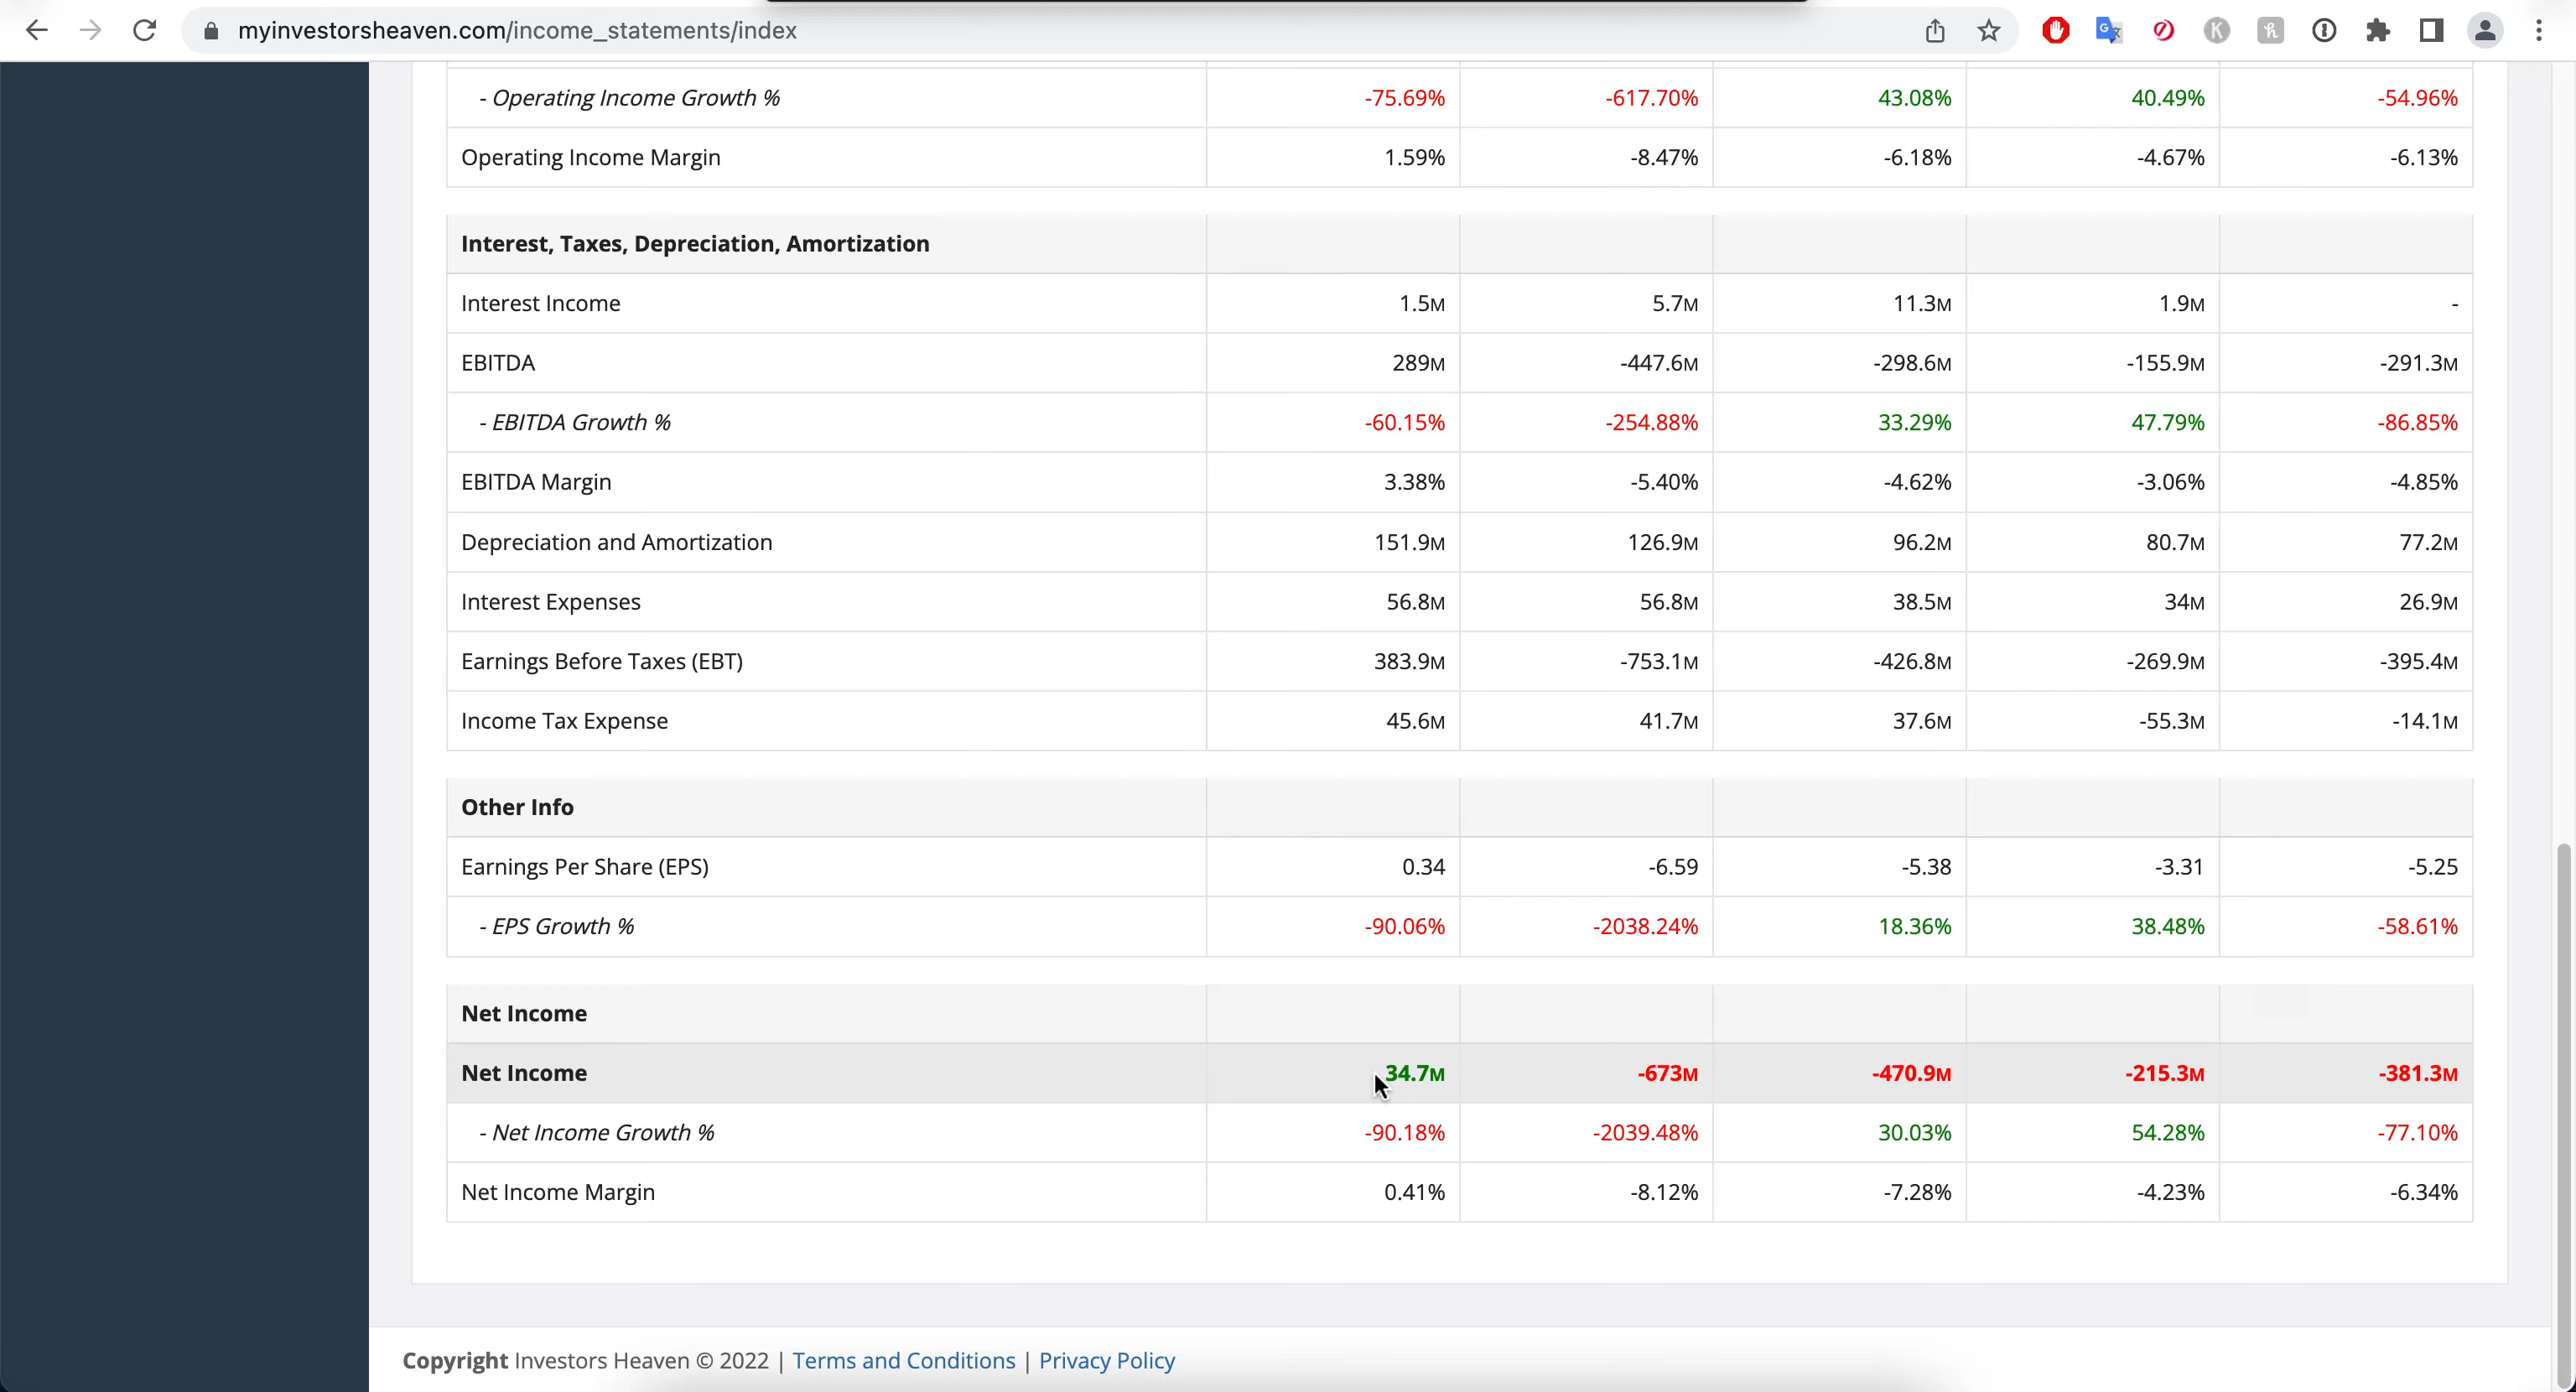 myinvestorsheaven.com/income_statements/index
- Operating Income Growth % -75.69% -617.70% 43.08% 40.49% -54.96%
Operating Income Margin 1.59% -8.47% -6.18% -4.67% -6.13%
Interest, Taxes, Depreciation, Amortization
Interest Income 1.5M 5.7M 11.3M 1.9M -
EBITDA 289M -447.6M -298.6M -155.9M -291.3M
- EBITDA Growth % -60.15% -254.88% 33.29% 47.79% -86.85%
EBITDA Margin 3.38% -5.40% -4.62% -3.06% -4.85%
Depreciation and Amortization 151.9M 126.9M 96.2M 80.7M 77.2M
Interest Expenses 56.8M 56.8M 38.5M 34M 26.9M
Earnings Before Taxes (EBT) 383.9M -753.1M -426.8M -269.9M -395.4M
Income Tax Expense 45.6M 41.7M 37.6M -55.3M -14.1M
Other Info
Earnings Per Share (EPS) 0.34 -6.59 -5.38 -3.31 -5.25
- EPS Growth % -90.06% -2038.24% 18.36% 38.48% -58.61%
Net Income
Net Income 34.7M -673M -470.9M -215.3M -381.3M
- Net Income Growth % -90.18% -2039.48% 30.03% 54.28% -77.10%
Net Income Margin 0.41% -8.12% -7.28% -4.23% -6.34%
Copyright Investors Heaven © 2022 | Terms and Conditions | Privacy Policy